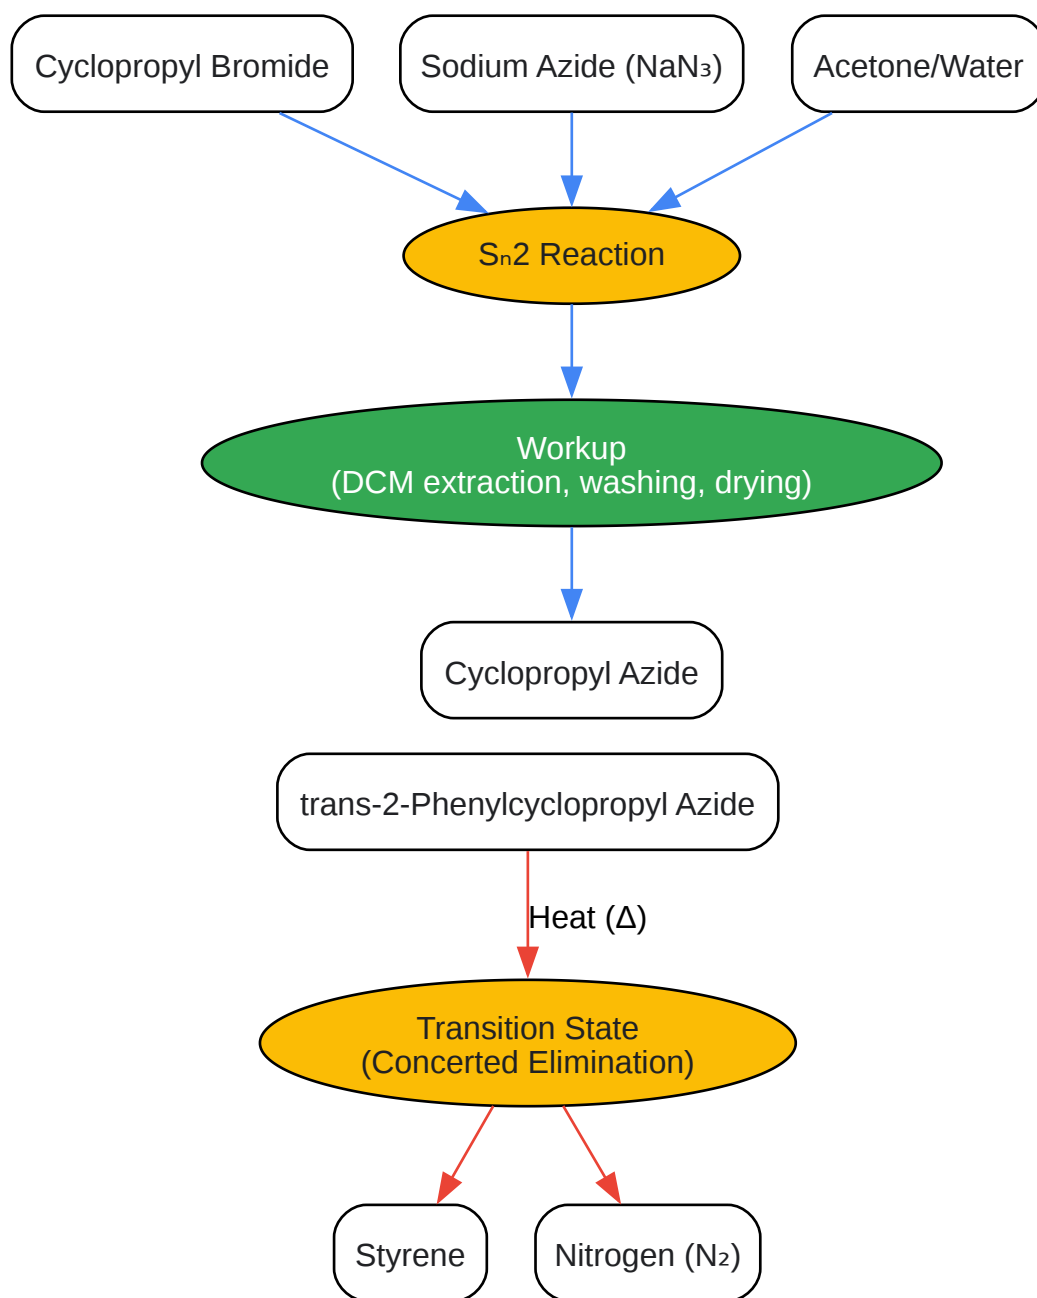 Cyclopropyl Bromide
Sodium Azide (NaN₃)
Acetone/Water
Sₙ2 Reaction
Workup
(DCM extraction, washing, drying)
Cyclopropyl Azide
trans-2-Phenylcyclopropyl Azide
Heat (Δ)
Transition State
(Concerted Elimination)
Styrene
Nitrogen (N₂)